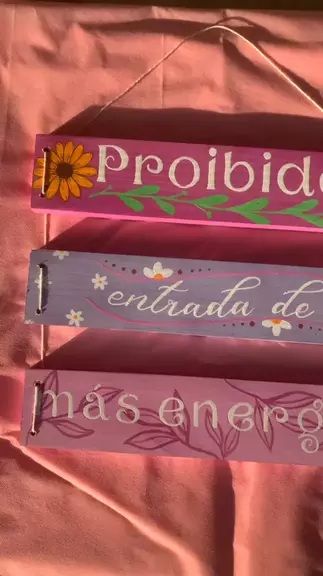 Proibid
entrada de
más energ